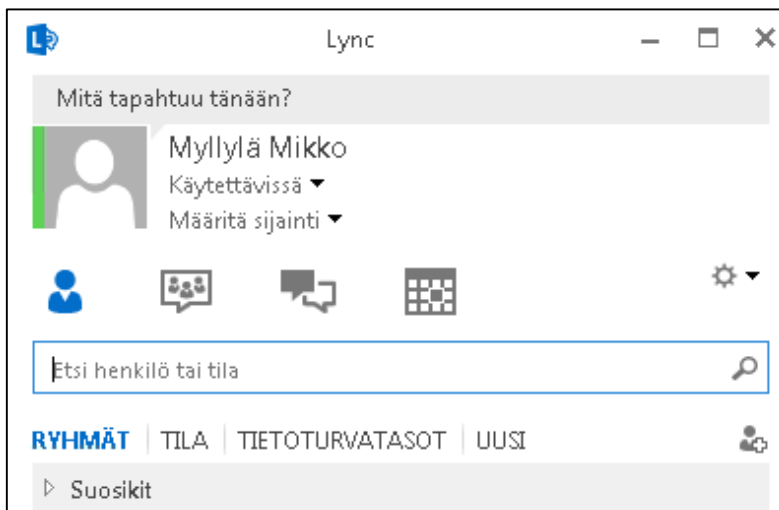 Lync
Mitä tapahtuu tänään?
Myllylä Mikko
Käytettävissä
Määritä sijainti
Etsi henkilö tai tila
RYHMÄT TILA TIETOTURVATASOT UUSI
Suosikit